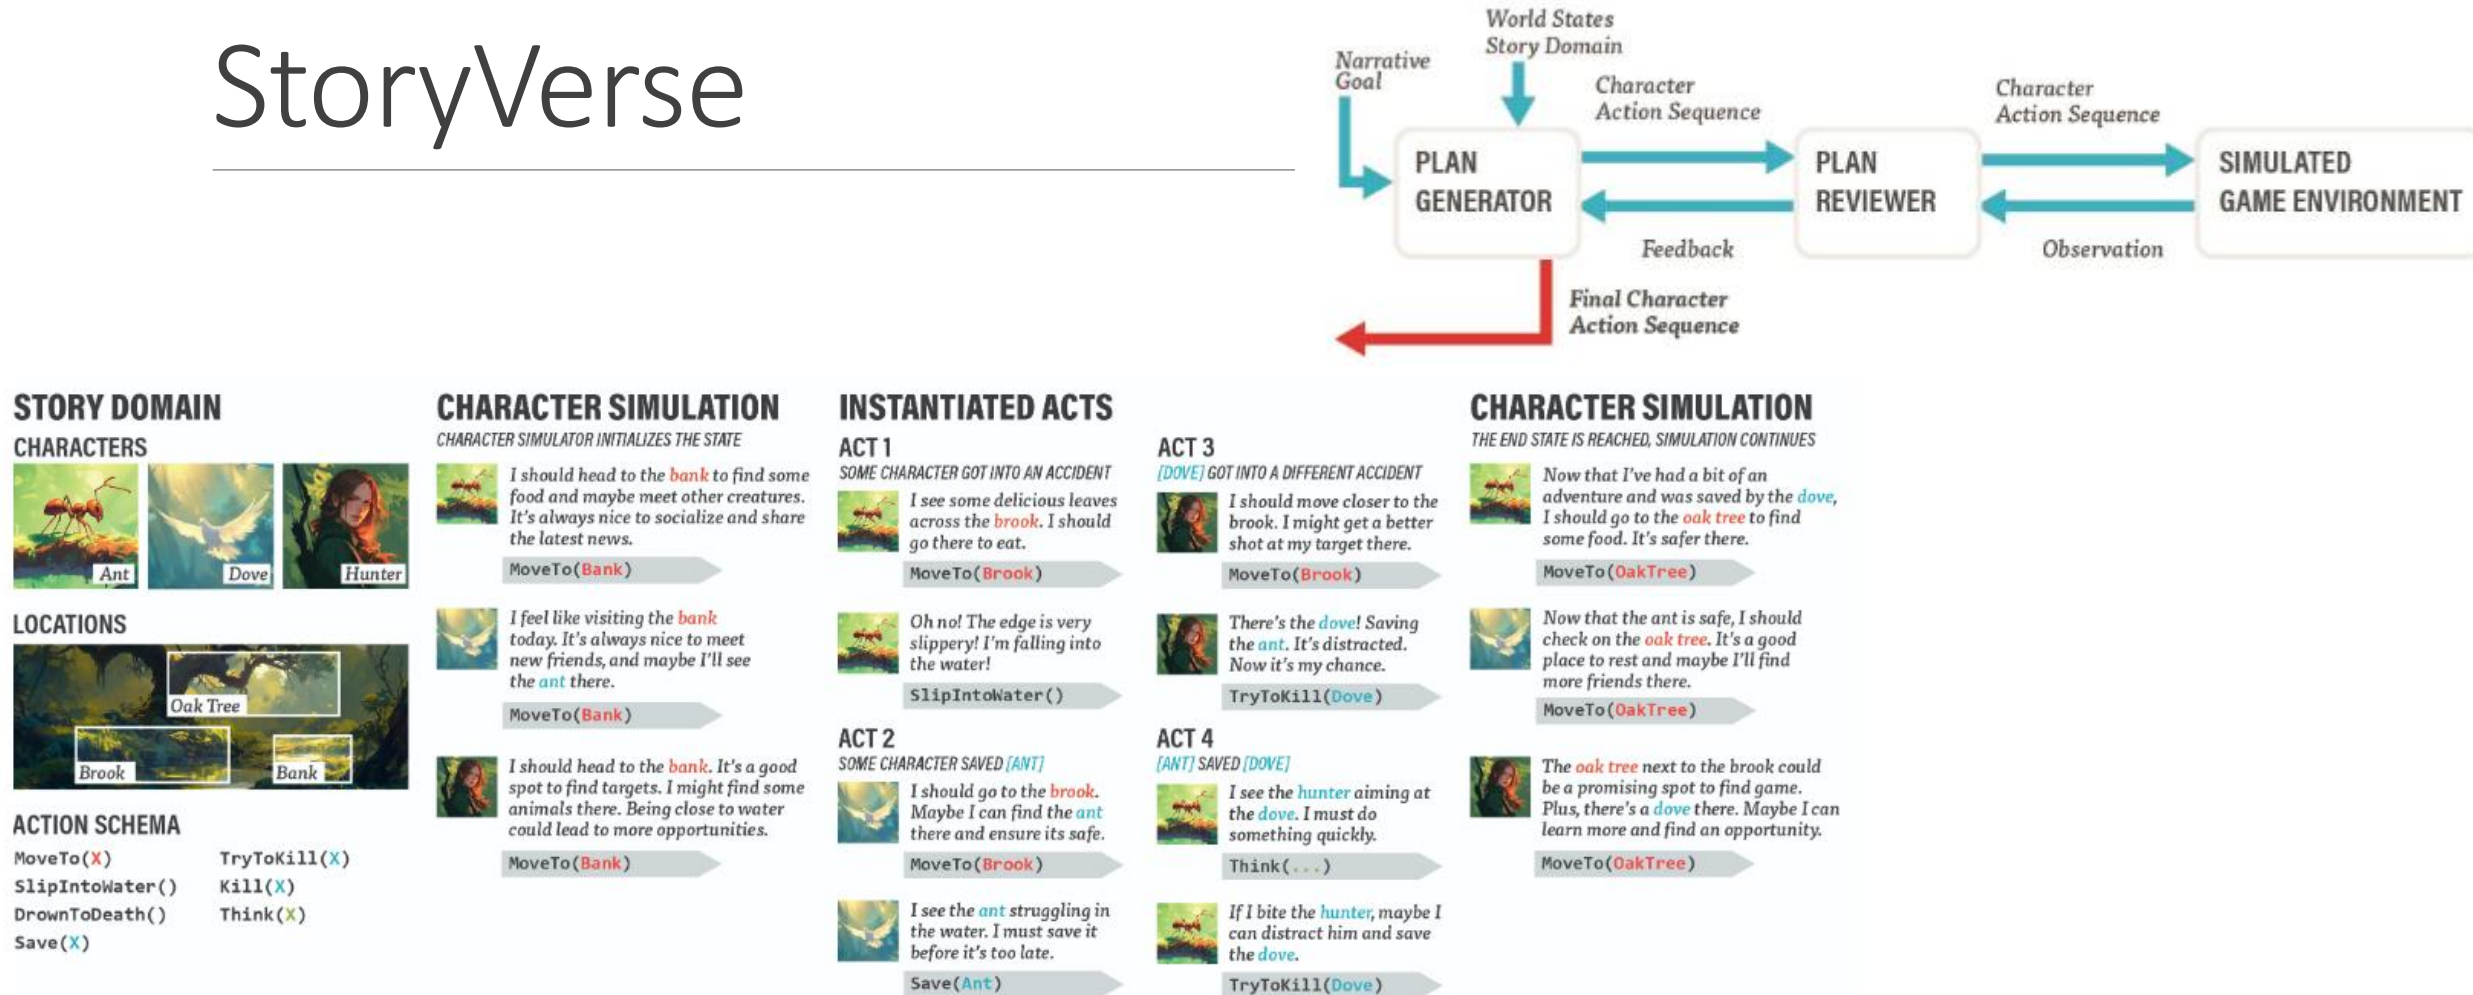 StoryVerse
World States
Story Domain
Narrative
Goal
Character
Action Sequence
Character
Action Sequence
PLAN
GENERATOR
PLAN
REVIEWER
SIMULATED
GAME ENVIRONMENT
Feedback
Observation
Final Character
Action Sequence
STORY DOMAIN
CHARACTERS
Ant
Dove
Hunter
LOCATIONS
Oak Tree
Brook
Bank
ACTION SCHEMA
MoveTo(X)
SlipIntoWater()
DrownToDeath()
Save(X)
TryToKill(X)
Kill(X)
Think(X)
CHARACTER SIMULATION
CHARACTER SIMULATOR INITIALIZES THE STATE
I should head to the bank to find some
food and maybe meet other creatures.
It's always nice to socialize and share
the latest news.
MoveTo(Bank)
I feel like visiting the bank
today. It's always nice to meet
new friends, and maybe I'll see
the ant there.
MoveTo(Bank)
I should head to the bank. It's a good
spot to find targets. I might find some
animals there. Being close to water
could lead to more opportunities.
MoveTo(Bank)
INSTANTIATED ACTS
ACT 1
SOME CHARACTER GOT INTO AN ACCIDENT
I see some delicious leaves
across the brook. I should
go there to eat.
MoveTo(Brook)
Oh no! The edge is very
slippery! I'm falling into
the water!
SlipIntoWater()
ACT 2
SOME CHARACTER SAVED [ANT]
I should go to the brook.
Maybe I can find the ant
there and ensure its safe.
MoveTo(Brook)
I see the ant struggling in
the water. I must save it
before it's too late.
Save(Ant)
ACT 3
[DOVE] GOT INTO A DIFFERENT ACCIDENT
I should move closer to the
brook. I might get a better
shot at my target there.
MoveTo(Brook)
There's the dove! Saving
the ant. It's distracted.
Now it's my chance.
TryToKill(Dove)
ACT 4
[ANT] SAVED [DOVE]
I see the hunter aiming at
the dove. I must do
something quickly.
Think(...)
If I bite the hunter, maybe I
can distract him and save
the dove.
TryToKill(Dove)
CHARACTER SIMULATION
THE END STATE IS REACHED, SIMULATION CONTINUES
Now that I've had a bit of an
adventure and was saved by the dove,
I should go to the oak tree to find
some food. It's safer there.
MoveTo(OakTree)
Now that the ant is safe, I should
check on the oak tree. It's a good
place to rest and maybe I'll find
more friends there.
MoveTo(OakTree)
The oak tree next to the brook could
be a promising spot to find game.
Plus, there's a dove there. Maybe I can
learn more and find an opportunity.
MoveTo(OakTree)